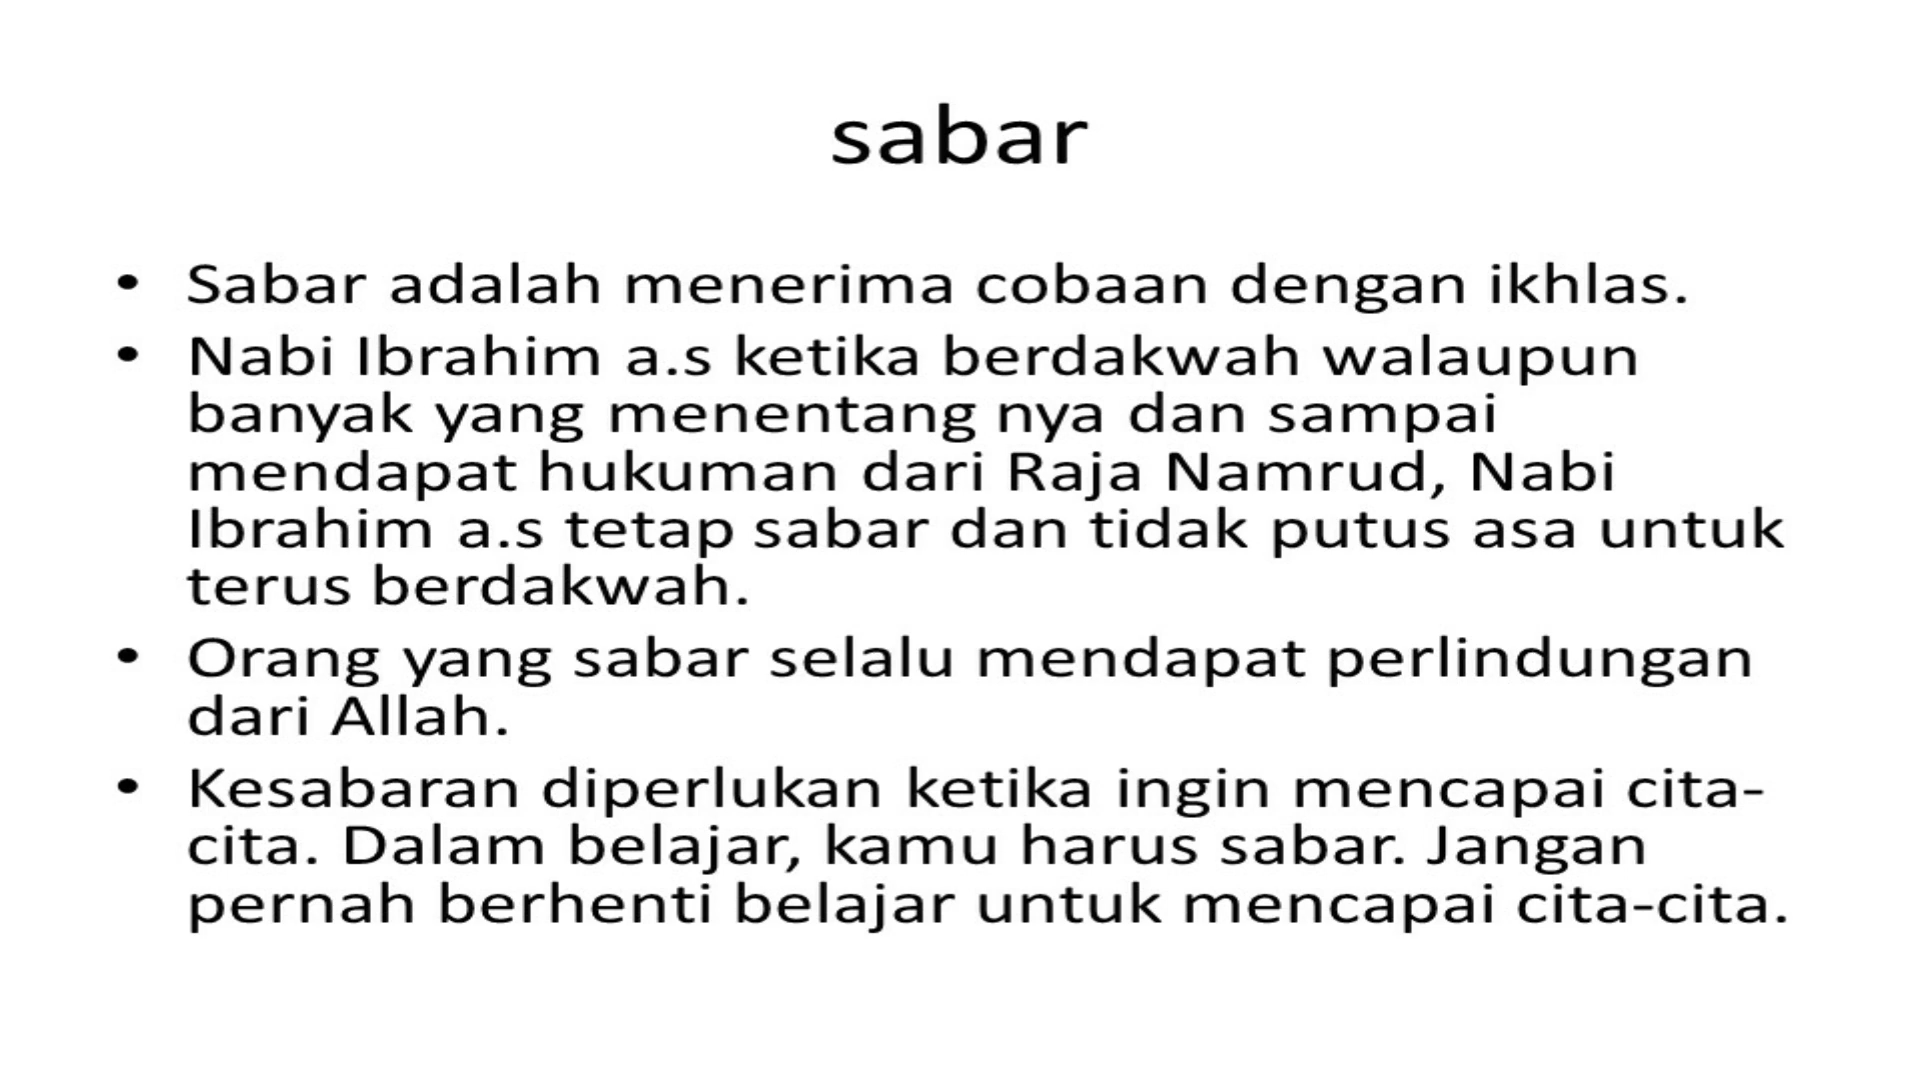 sabar
• Sabar adalah menerima cobaan dengan ikhlas.
• Nabi Ibrahim a.s ketika berdakwah walaupun
banyak yang menentang nya dan sampai
mendapat hukuman dari Raja Namrud, Nabi
Ibrahim a.s tetap sabar dan tidak putus asa untuk
terus berdakwah.
• Orang yang sabar selalu mendapat perlindungan
dari Allah.
• Kesabaran diperlukan ketika ingin mencapai cita-
cita. Dalam belajar, kamu harus sabar. Jangan
pernah berhenti belajar untuk mencapai cita-cita.